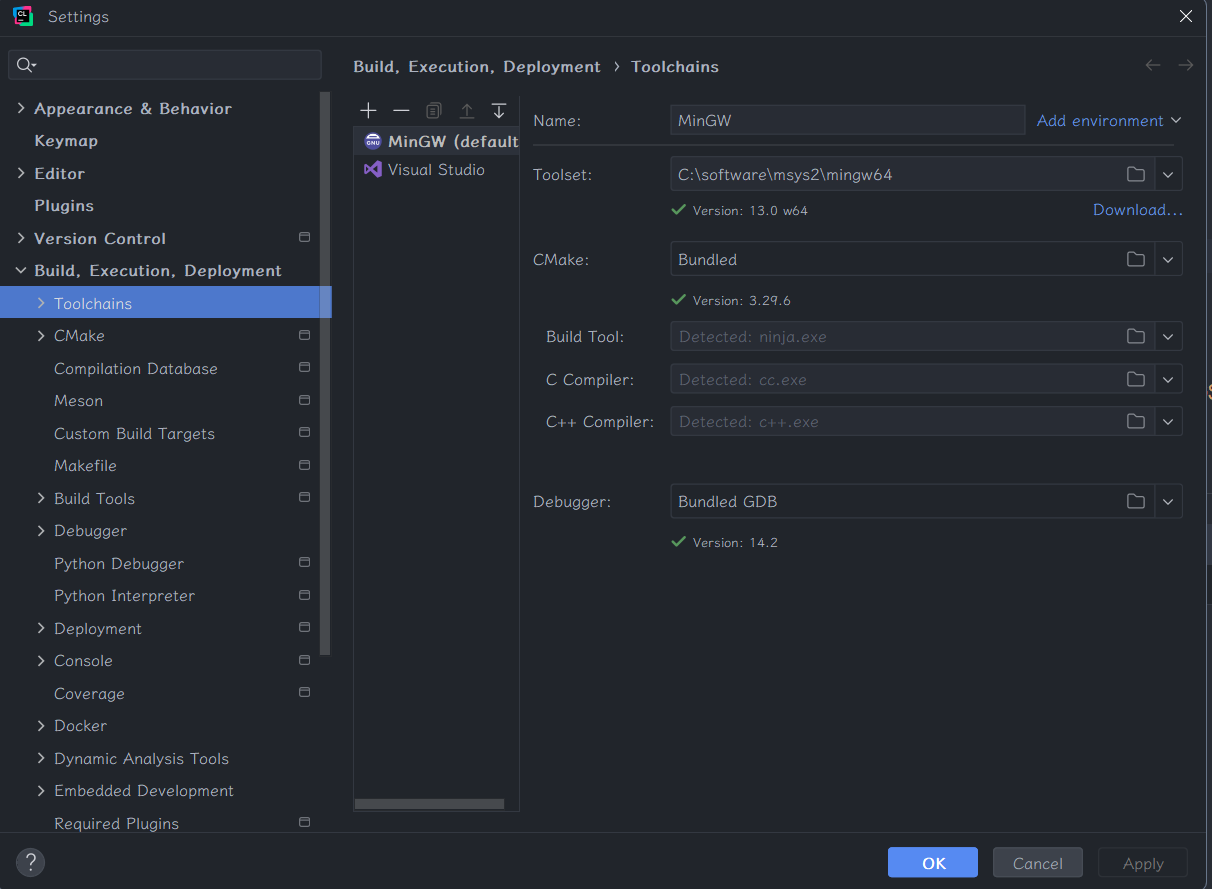 Settings
Build, Execution, Deployment › Toolchains
Appearance & Behavior
Keymap
Editor
Plugins
Version Control
Build, Execution, Deployment
Toolchains
CMake
Compilation Database
Meson
Custom Build Targets
Makefile
Build Tools
Debugger
Python Debugger
Python Interpreter
Deployment
Console
Coverage
Docker
Dynamic Analysis Tools
Embedded Development
Required Plugins
MinGW (default
Visual Studio
Name: MinGW Add environment
Toolset: C:\software\msys2\mingw64
Version: 13.0 w64 Download...
CMake: Bundled
Version: 3.29.6
Build Tool: Detected: ninja.exe
C Compiler: Detected: cc.exe
C++ Compiler: Detected: c++.exe
Debugger: Bundled GDB
Version: 14.2
? OK Cancel Apply